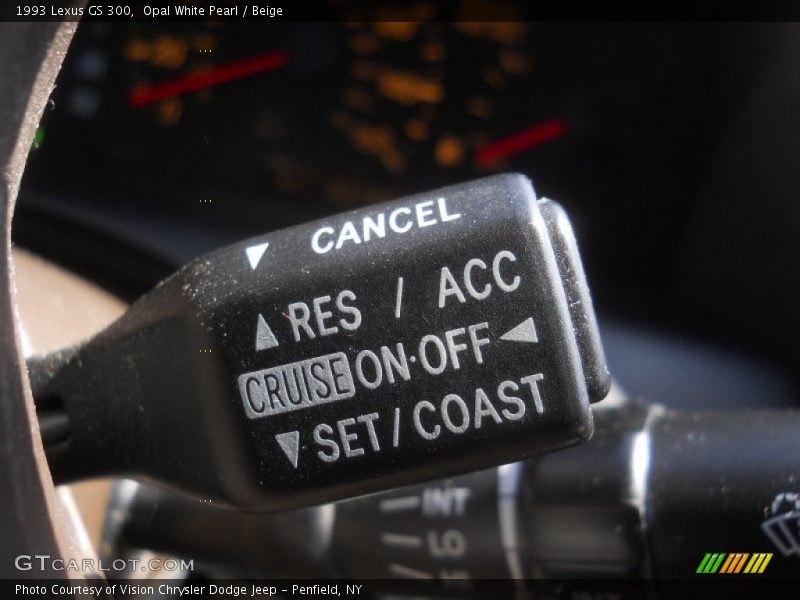 1993 Lexus GS 300, Opal White Pearl / Beige
CANCEL
RES / ACC
CRUISE ON·OFF
SET / COAST
INT
GTCARLOT.COM
Photo Courtesy of Vision Chrysler Dodge Jeep – Penfield, NY